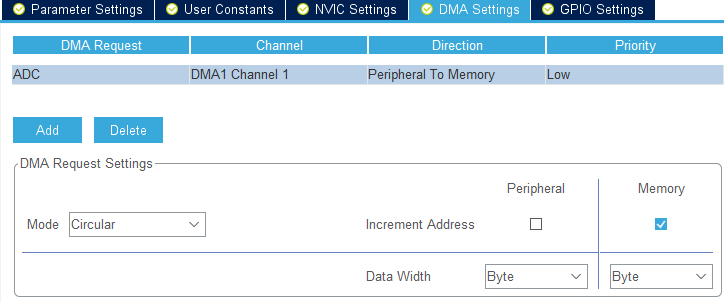 Parameter Settings User Constants NVIC Settings DMA Settings GPIO Settings
DMA Request Channel Direction Priority
ADC DMA1 Channel 1 Peripheral To Memory Low
Add Delete
DMA Request Settings
Peripheral Memory
Mode Circular Increment Address
Data Width Byte Byte